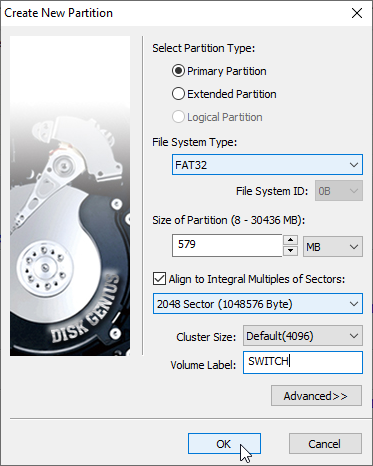 Create New Partition
Select Partition Type:
Primary Partition
Extended Partition
Logical Partition
File System Type:
FAT32
File System ID: 0B
Size of Partition (8 - 30436 MB):
579 MB
Align to Integral Multiples of Sectors:
2048 Sector (1048576 Byte)
Cluster Size: Default(4096)
Volume Label: SWITCH
DISK GENIUS
Advanced>>
OK Cancel